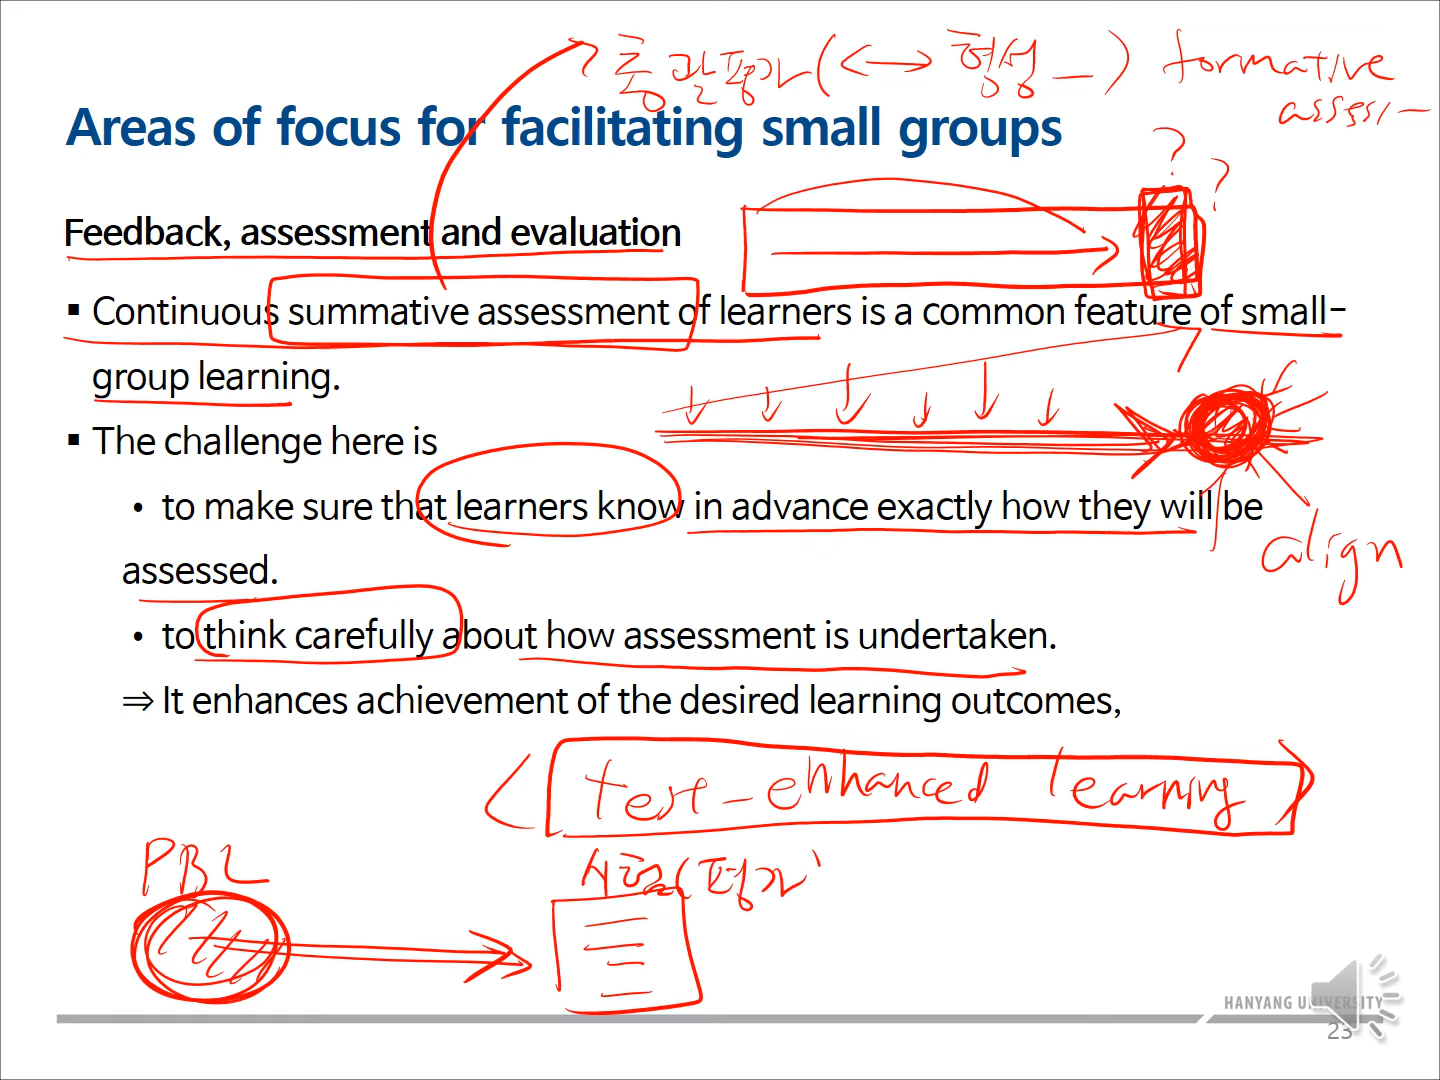 총괄평가(<-> 형성 -) formative
assess-
Areas of focus for facilitating small groups
? ?
Feedback, assessment and evaluation
▪ Continuous summative assessment of learners is a common feature of small-
group learning.
▪ The challenge here is
• to make sure that learners know in advance exactly how they will be
assessed.
align
• to think carefully about how assessment is undertaken.
⇒ It enhances achievement of the desired learning outcomes,
<test-enhanced learning>
PBL
시험(평가)
HANYANG UNIVERSITY
23